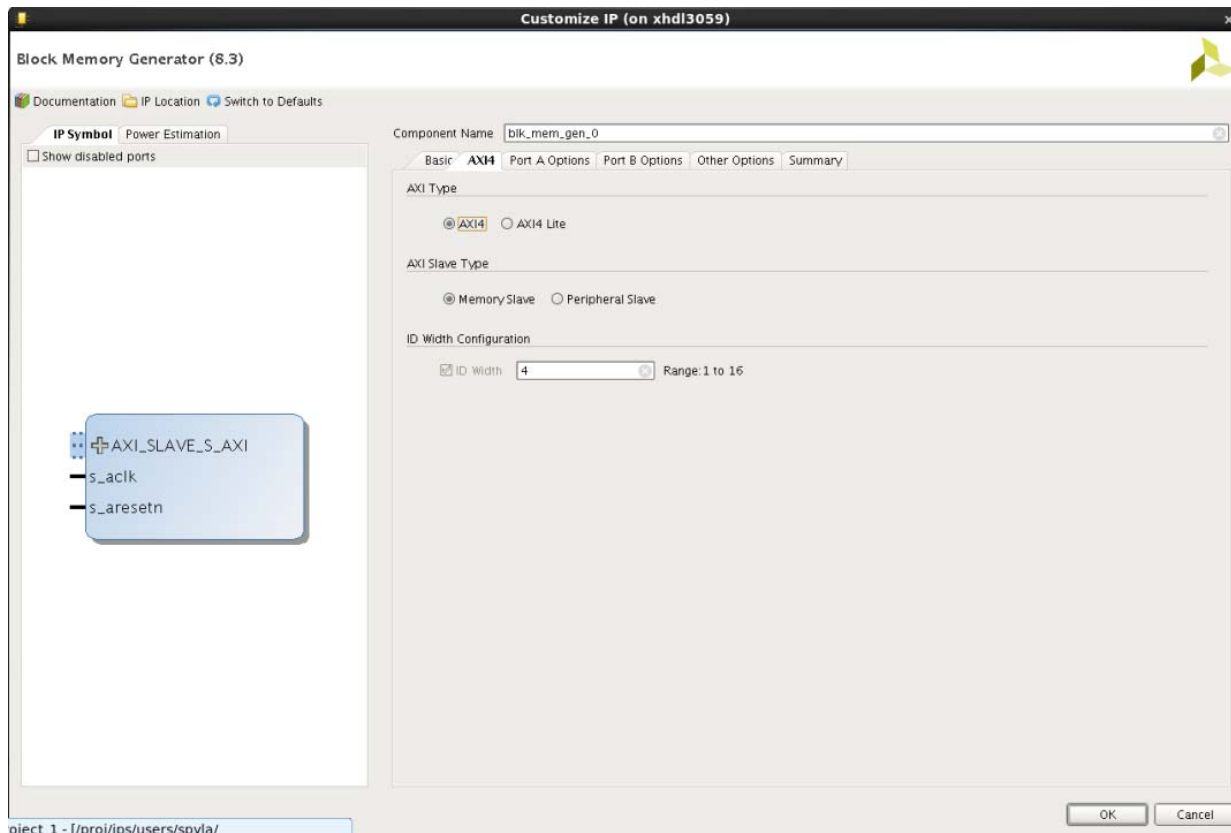 Customize IP (on xhdl3059)
Block Memory Generator (8.3)
Documentation IP Location Switch to Defaults
IP Symbol Power Estimation
Show disabled ports
AXI_SLAVE_S_AXI
s_aclk
s_aresetn
Component Name blk_mem_gen_0
Basic AXI4 Port A Options Port B Options Other Options Summary
AXI Type
AXI4 AXI4 Lite
AXI Slave Type
Memory Slave Peripheral Slave
ID Width Configuration
ID Width 4 Range:1 to 16
OK Cancel
oject_1 - [/proj/ips/users/spyla/